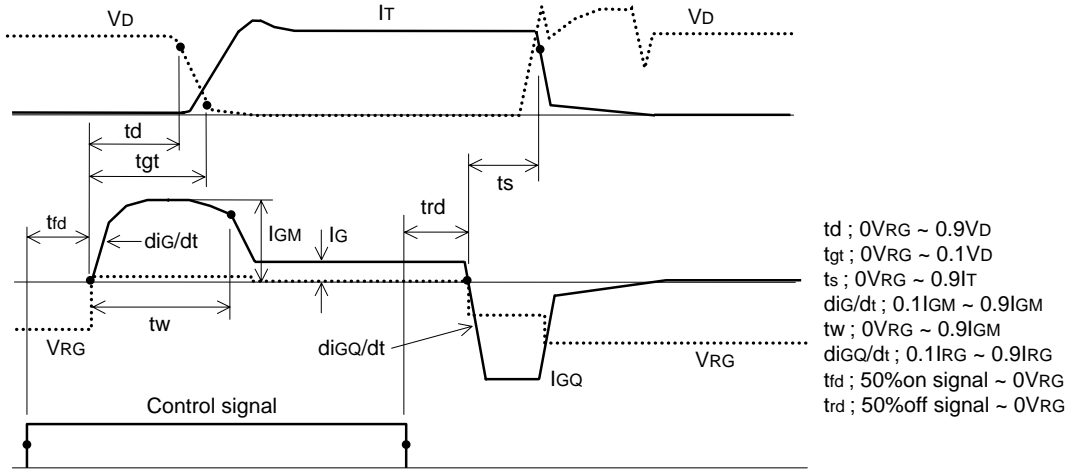 VD
IT
VD
td
tgt
ts
trd
tfd
diG/dt
IGM
IG
tw
VRG
diGQ/dt
VRG
IGQ
Control signal
td ; 0VRG ~ 0.9VD
tgt ; 0VRG ~ 0.1VD
ts ; 0VRG ~ 0.9IT
diG/dt ; 0.1IGM ~ 0.9IGM
tw ; 0VRG ~ 0.9IGM
diGQ/dt ; 0.1IRG ~ 0.9IRG
tfd ; 50%on signal ~ 0VRG
trd ; 50%off signal ~ 0VRG